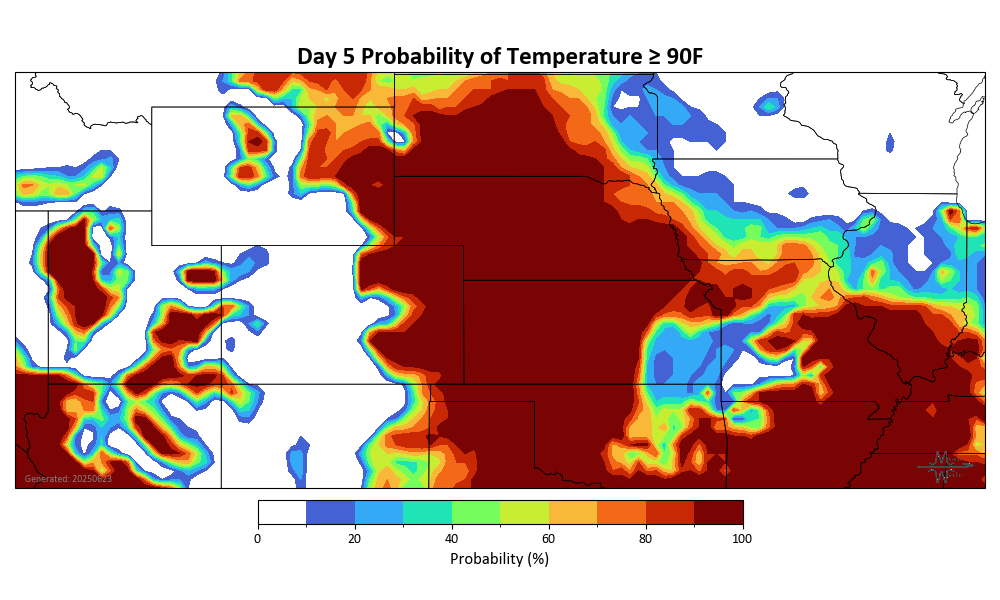 Day 5 Probability of Temperature ≥ 90F
Generated: 20250623
0 20 40 60 80 100
Probability (%)